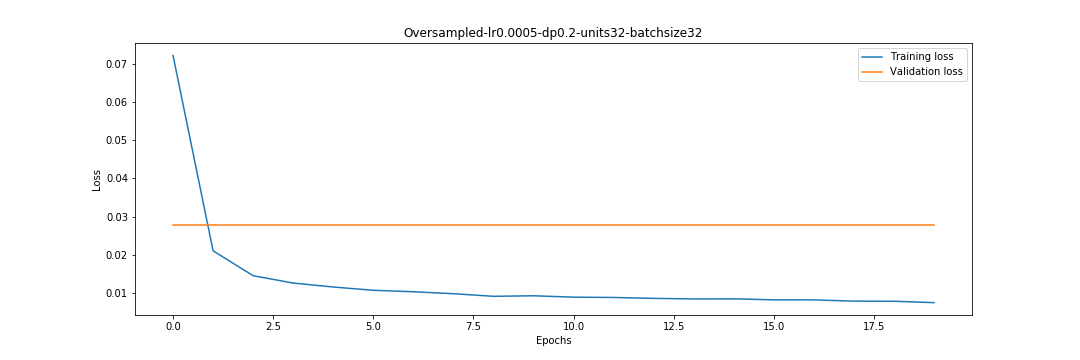 Oversampled-lr0.0005-dp0.2-units32-batchsize32
Training loss
Validation loss
0.07
0.06
0.05
0.04
0.03
0.02
0.01
Loss
0.0 2.5 5.0 7.5 10.0 12.5 15.0 17.5
Epochs